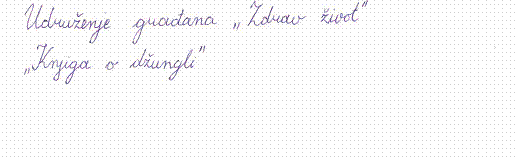 Udruženje građana „Zdrav život”
„Knjiga o džungli”